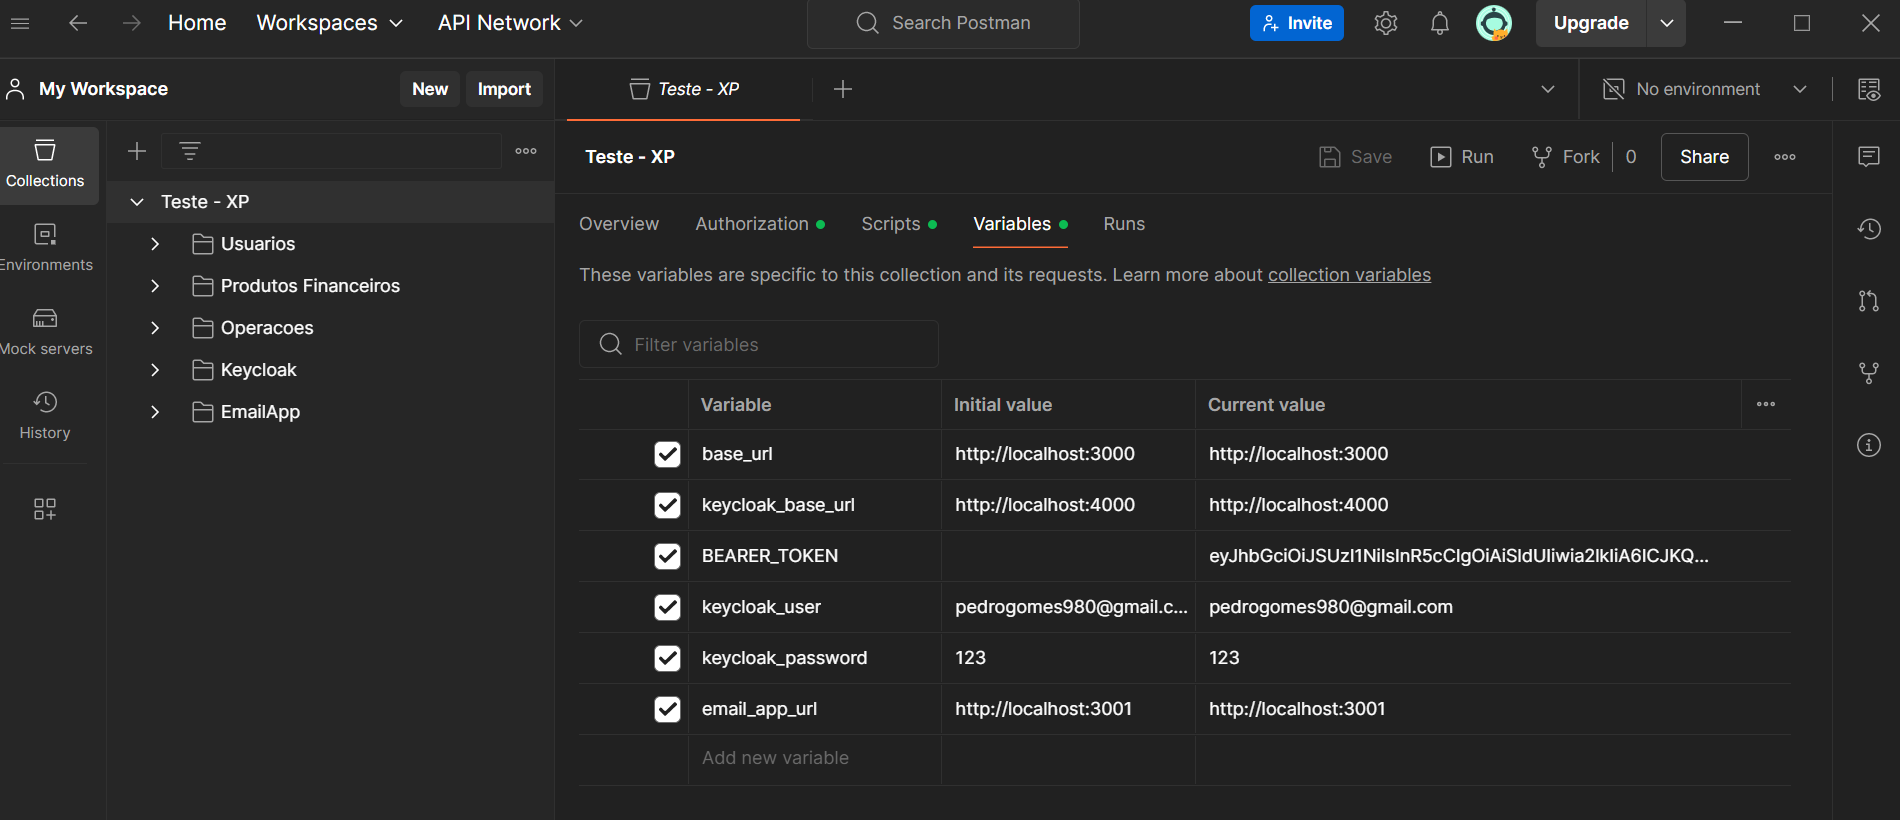 Home Workspaces API Network Search Postman Invite Upgrade
My Workspace New Import Teste - XP No environment
Collections
Environments
Mock servers
History
Teste - XP
Usuarios
Produtos Financeiros
Operacoes
Keycloak
EmailApp
Teste - XP Save Run Fork 0 Share
Overview Authorization Scripts Variables Runs
These variables are specific to this collection and its requests. Learn more about collection variables
Filter variables
Variable Initial value Current value
base_url http://localhost:3000 http://localhost:3000
keycloak_base_url http://localhost:4000 http://localhost:4000
BEARER_TOKEN eyJhbGciOiJSUzI1NiIsInR5cCIgOiAiSldUIiwia2lkIiA6ICJKQ...
keycloak_user pedrogomes980@gmail.c... pedrogomes980@gmail.com
keycloak_password 123 123
email_app_url http://localhost:3001 http://localhost:3001
Add new variable